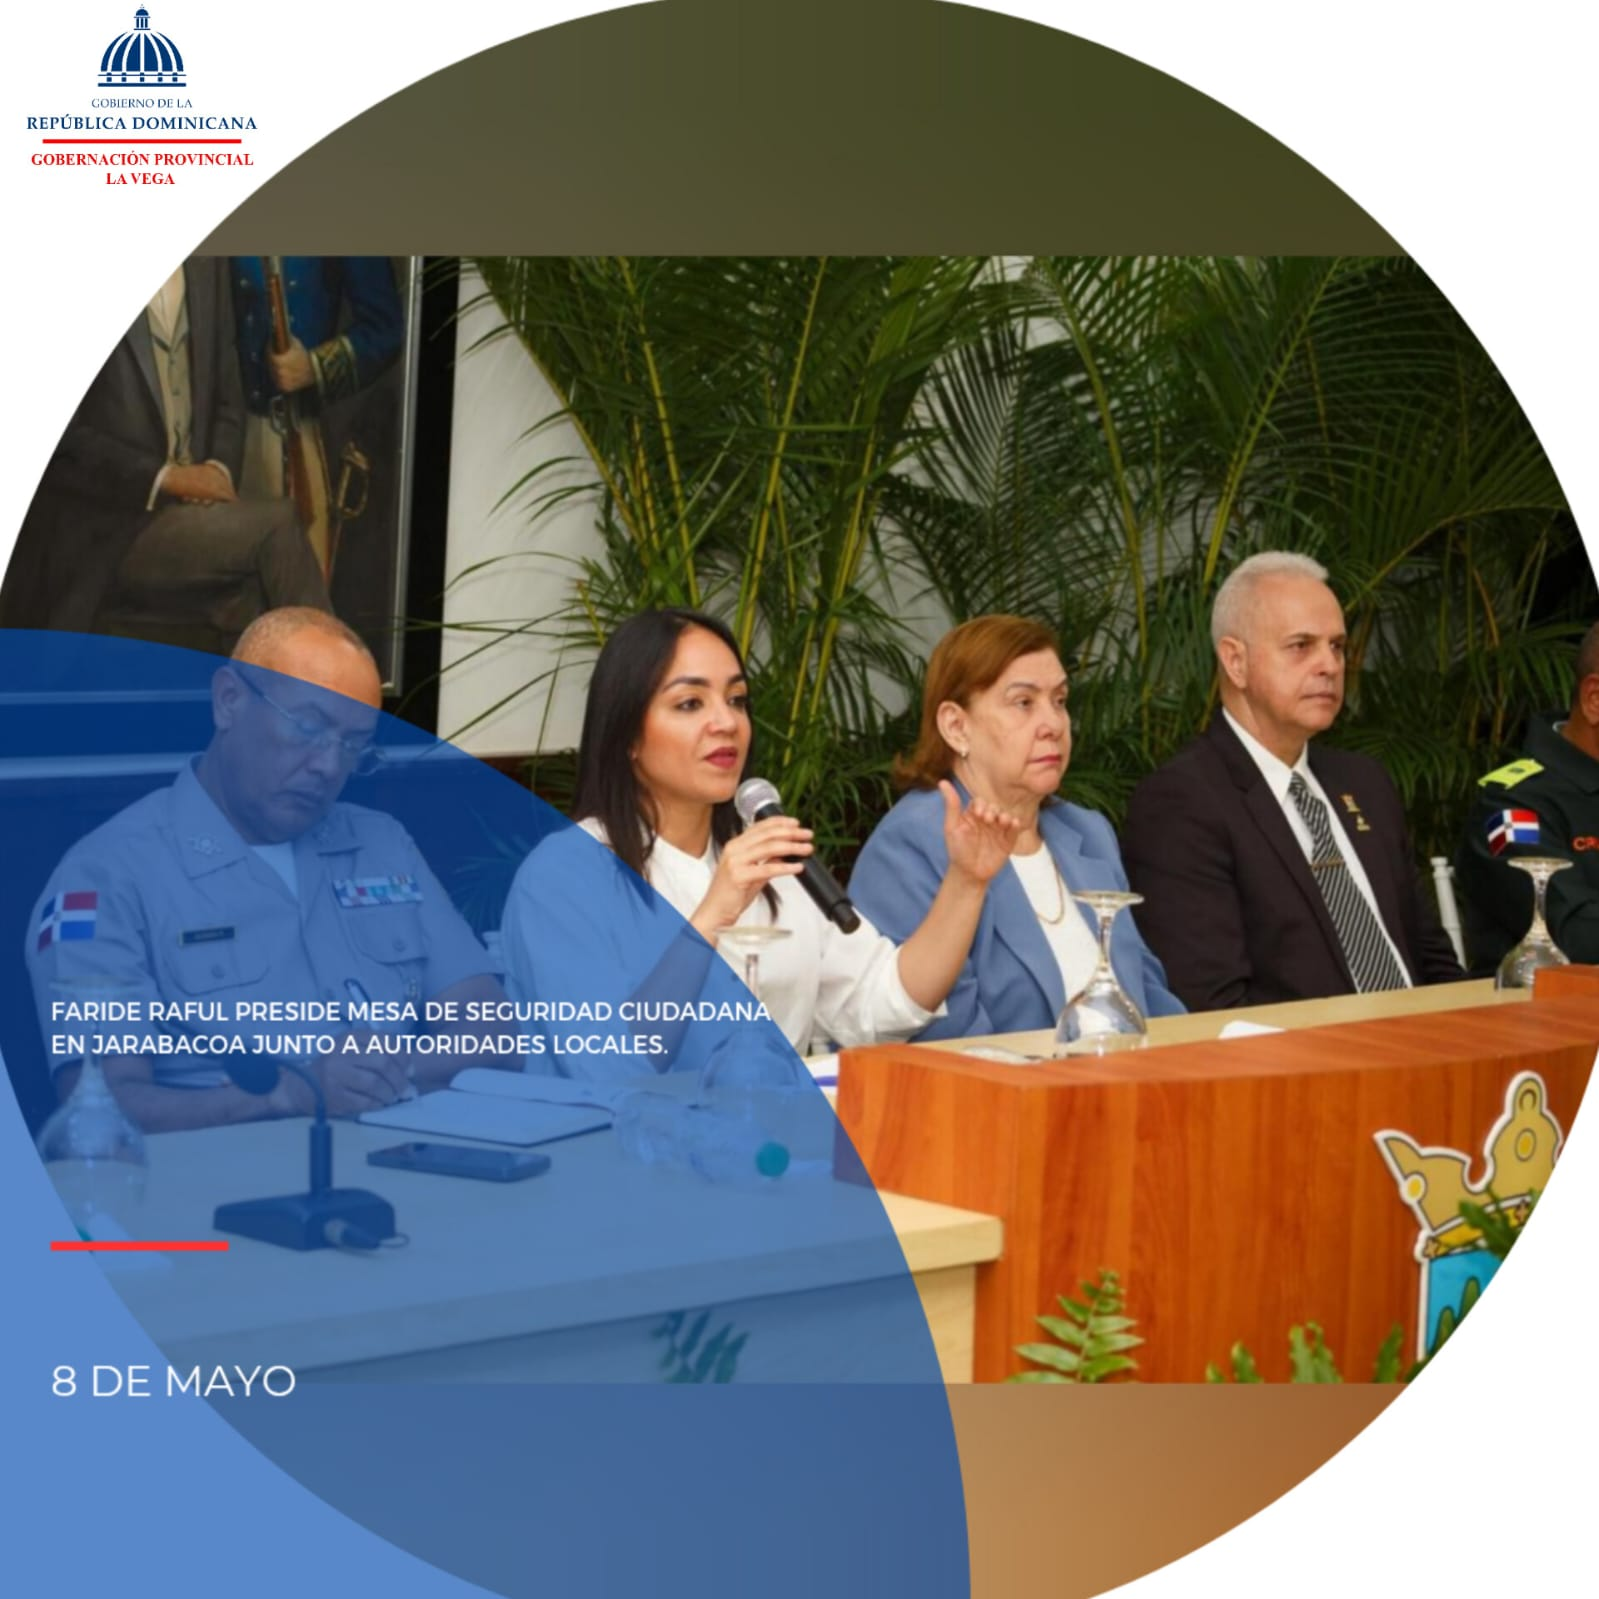 GOBIERNO DE LA
REPÚBLICA DOMINICANA
GOBERNACIÓN PROVINCIAL
LA VEGA
FARIDE RAFUL PRESIDE MESA DE SEGURIDAD CIUDADANA
EN JARABACOA JUNTO A AUTORIDADES LOCALES.
8 DE MAYO